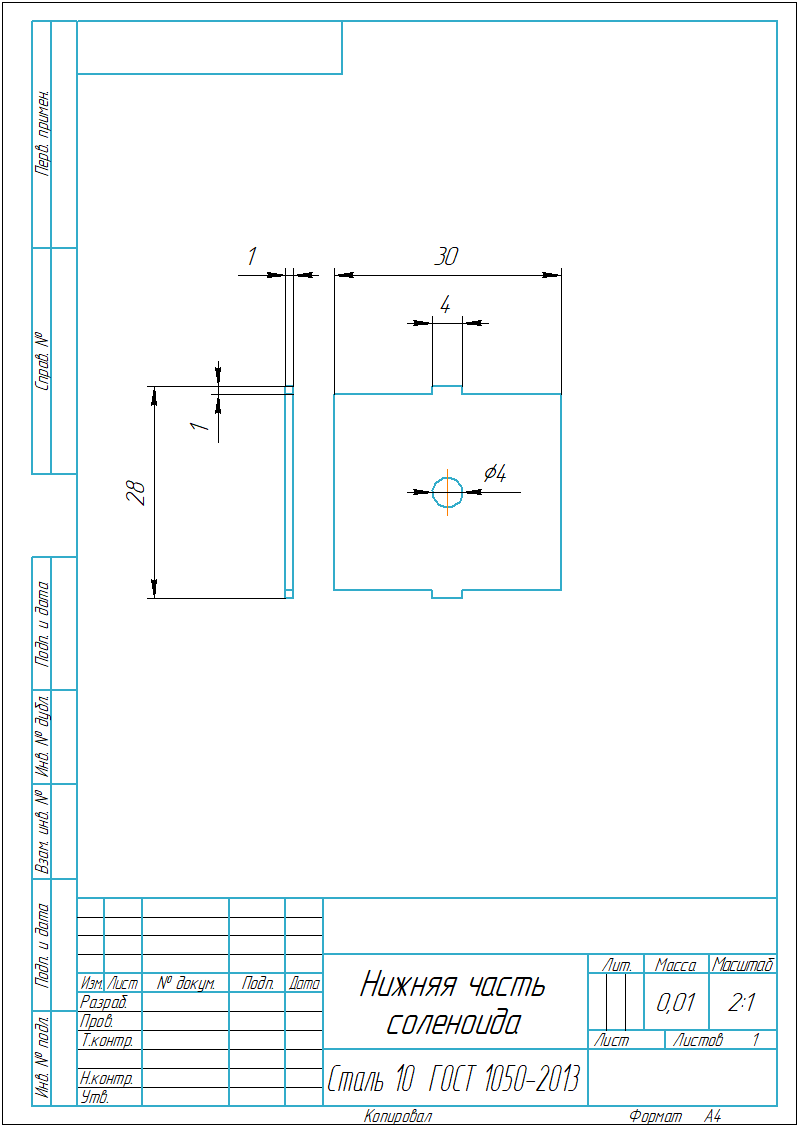 Перв. примен.
Справ. №
Подп. и дата
Инв. № дубл.
Взам. инв. №
Подп. и дата
Инв. № подл.
1
30
4
1
28
⌀4
Изм. Лист № докум. Подп. Дата
Разраб.
Пров.
Т.контр.
Н.контр.
Утв.
Нижняя часть
соленоида
Сталь 10 ГОСТ 1050-2013
Лит. Масса Масштаб
0,01 2:1
Лист Листов 1
Копировал Формат А4